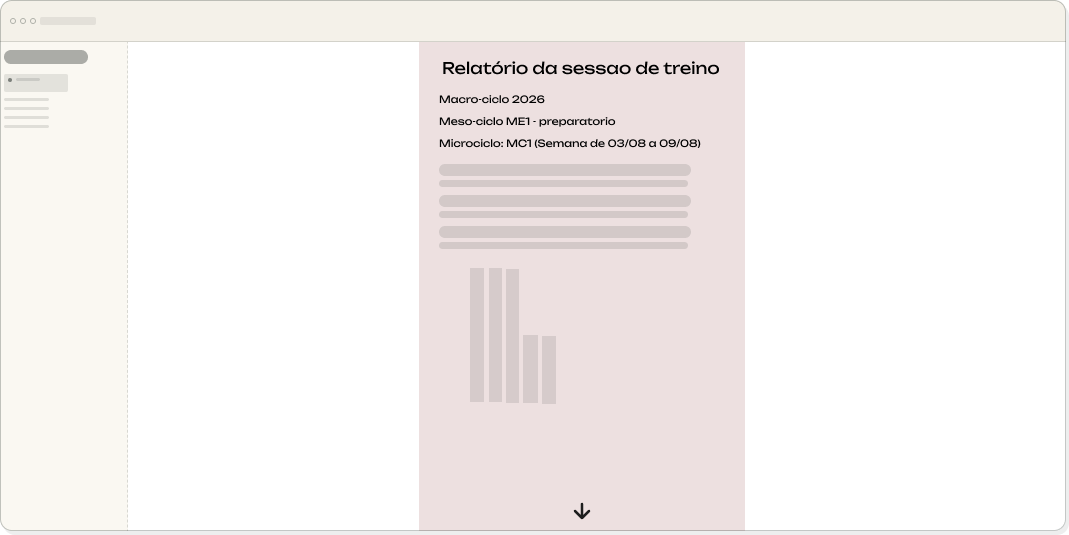 Relatório da sessao de treino
Macro-ciclo 2026
Meso-ciclo ME1 - preparatorio
Microciclo: MC1 (Semana de 03/08 a 09/08)